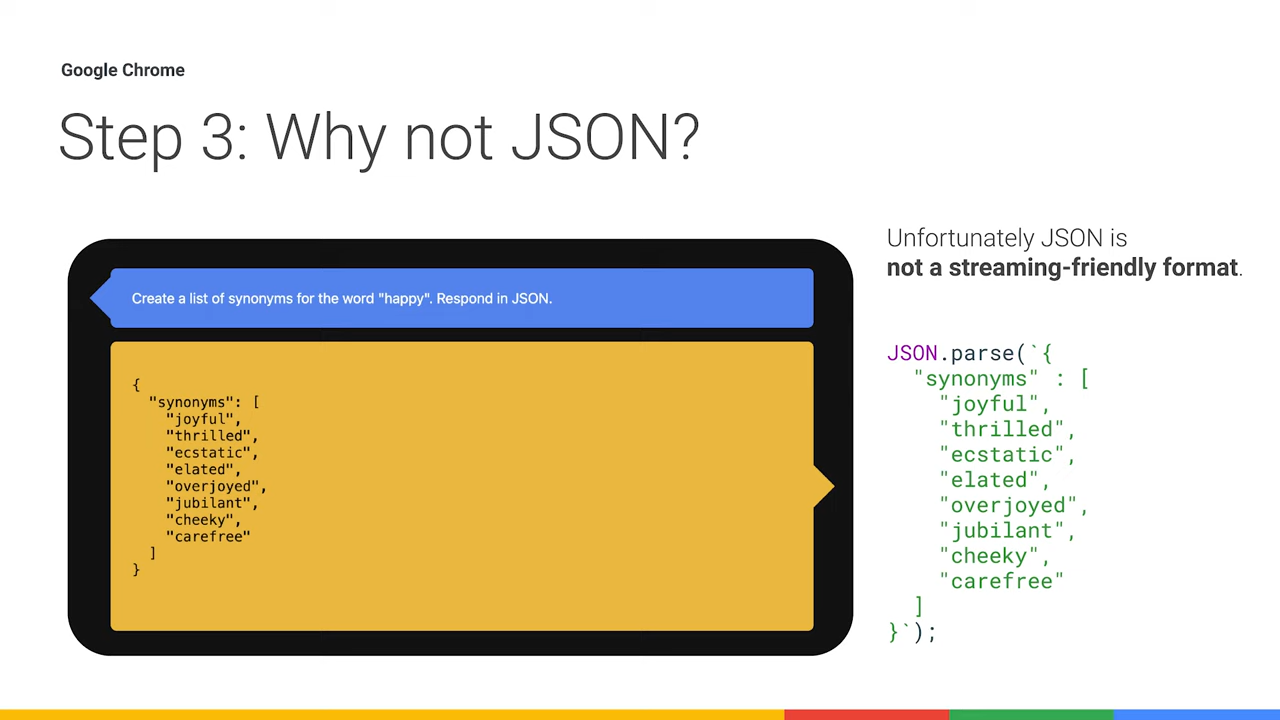 Google Chrome
Step 3: Why not JSON?
Create a list of synonyms for the word "happy". Respond in JSON.
{
  "synonyms": [
    "joyful",
    "thrilled",
    "ecstatic",
    "elated",
    "overjoyed",
    "jubilant",
    "cheeky",
    "carefree"
  ]
}
Unfortunately JSON is
not a streaming-friendly format.
JSON.parse(`{
  "synonyms" : [
    "joyful",
    "thrilled",
    "ecstatic",
    "elated",
    "overjoyed",
    "jubilant",
    "cheeky",
    "carefree"
  ]
}`);